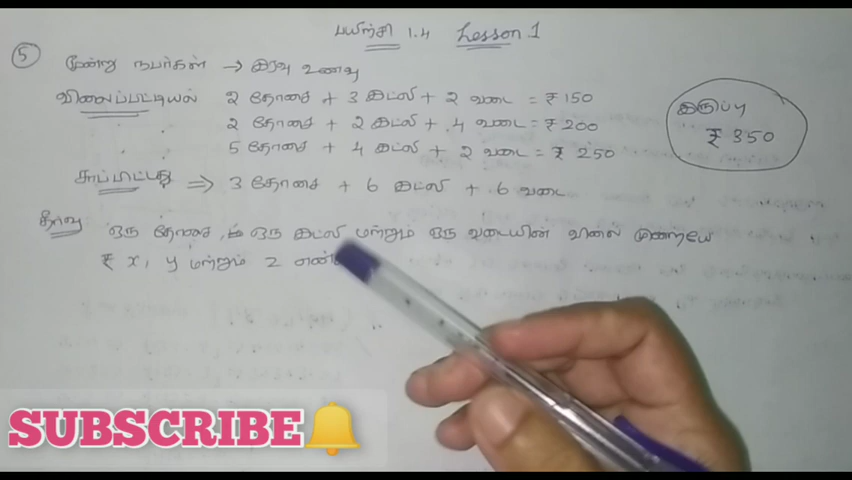 பயிற்சி 1.4 Lesson 1
5 மூன்று நபர்கள் → இரவு உணவு
விலைப்பட்டியல் 2 தோசை + 3 இட்லி + 2 வடை = ₹150
2 தோசை + 2 இட்லி + 4 வடை = ₹200
5 தோசை + 4 இட்லி + 2 வடை = ₹ 250
இருப்பு
₹ 350
சாப்பிட்டது ⇒ 3 தோசை + 6 இட்லி + 6 வடை
தீர்வு ஒரு தோசை, ஒரு இட்லி மற்றும் ஒரு வடையின் விலை முறையே
₹ x, y மற்றும் z
SUBSCRIBE